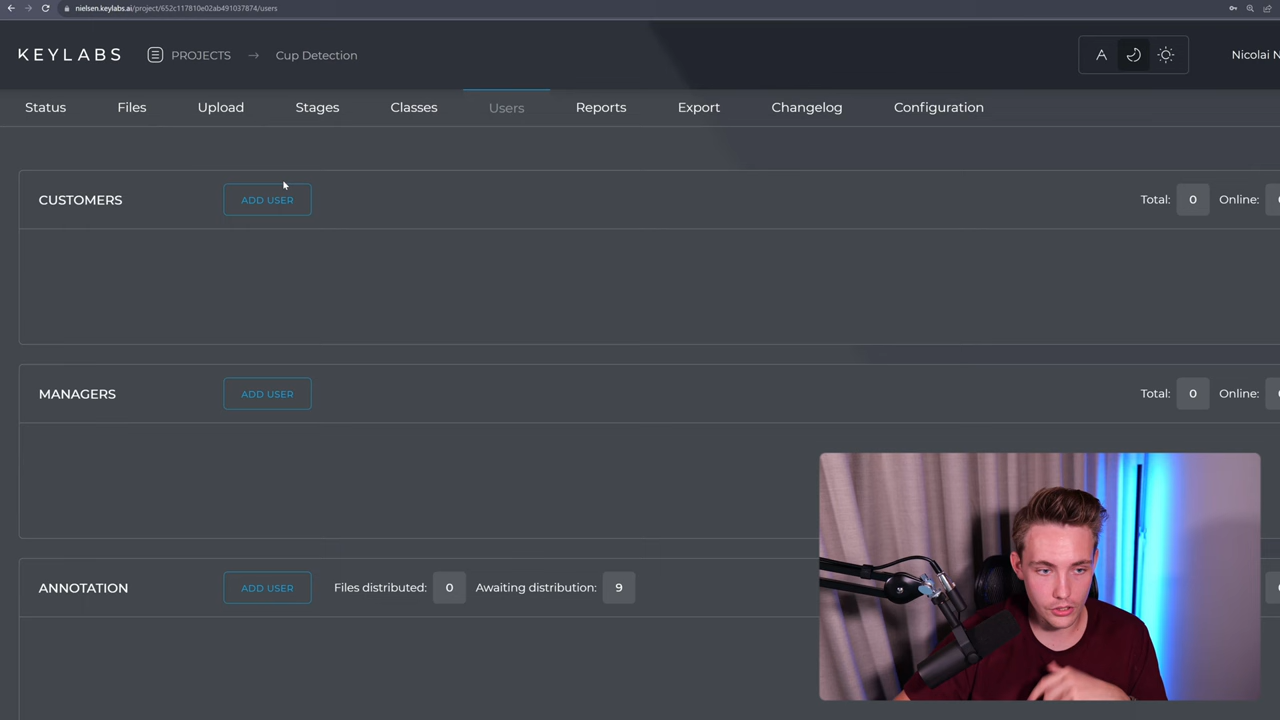 nielsen.keylabs.ai/project/652c117810e02ab491037874/users
KEYLABS PROJECTS → Cup Detection A Nicolai N
Status Files Upload Stages Classes Users Reports Export Changelog Configuration
CUSTOMERS ADD USER Total: 0 Online:
MANAGERS ADD USER Total: 0 Online:
ANNOTATION ADD USER Files distributed: 0 Awaiting distribution: 9